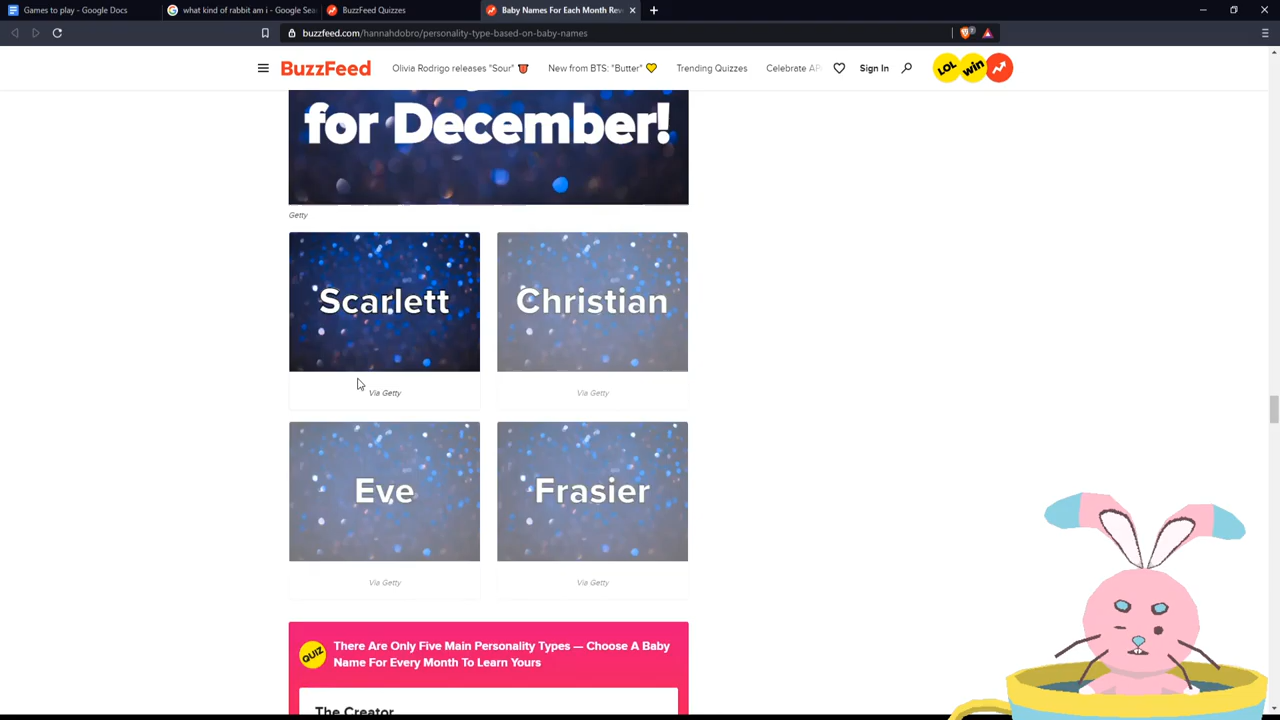 Games to play - Google Docs
what kind of rabbit am i - Google Sea
BuzzFeed Quizzes
Baby Names For Each Month Rev
buzzfeed.com/hannahdobro/personality-type-based-on-baby-names
BuzzFeed
Olivia Rodrigo releases "Sour"
New from BTS: "Butter"
Trending Quizzes
Celebrate AP
Sign In
LOL
win
for December!
Getty
Scarlett
Christian
Via Getty
Via Getty
Eve
Frasier
Via Getty
Via Getty
QUIZ
There Are Only Five Main Personality Types — Choose A Baby
Name For Every Month To Learn Yours
The Creator